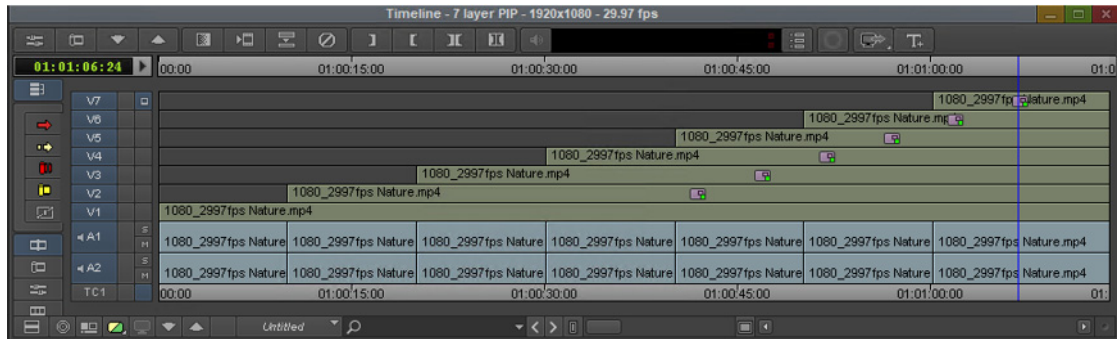 Timeline - 7 layer PIP - 1920x1080 - 29.97 fps
T+
01:01:06:24 00:00 01:00:15:00 01:00:30:00 01:00:45:00 01:01:00:00 01:0
V7 1080_2997fp Nature.mp4
V6 1080_2997fps Nature.mp
V5 1080_2997fps Nature.mp4
V4 1080_2997fps Nature.mp4
V3 1080_2997fps Nature.mp4
V2 1080_2997fps Nature.mp4
V1 1080_2997fps Nature.mp4
A1 S M 1080_2997fps Nature 1080_2997fps Nature 1080_2997fps Nature 1080_2997fps Nature 1080_2997fps Nature 1080_2997fps Nature 1080_2997fps Nature.mp4
A2 S M 1080_2997fps Nature 1080_2997fps Nature 1080_2997fps Nature 1080_2997fps Nature 1080_2997fps Nature 1080_2997fps Nature 1080_2997fps Nature.mp4
TC1 00:00 01:00:15:00 01:00:30:00 01:00:45:00 01:01:00:00 01:
Untitled